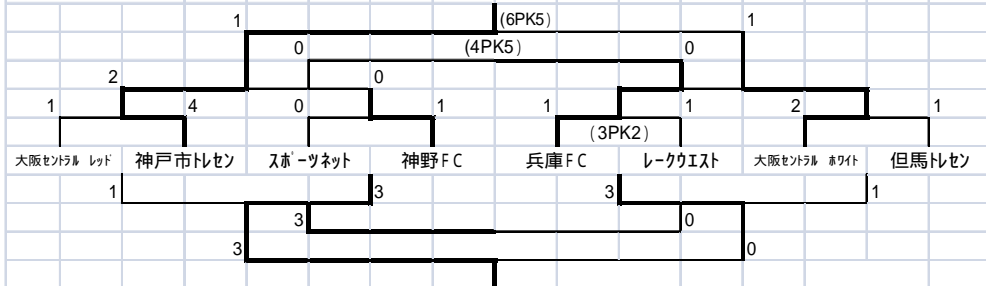 1 (6PK5) 1
0 (4PK5) 0
2 0
1 4 0 1 1 1 2 1
(3PK2)
大阪ｾﾝﾄﾗﾙ ﾚｯﾄﾞ 神戸市ﾄﾚｾﾝ ｽﾎﾟｰﾂﾈｯﾄ 神野ＦＣ 兵庫ＦＣ ﾚｰｸｳｴｽﾄ 大阪ｾﾝﾄﾗﾙ ﾎﾜｲﾄ 但馬ﾄﾚｾﾝ
1 3 3 1
3 0
3 0